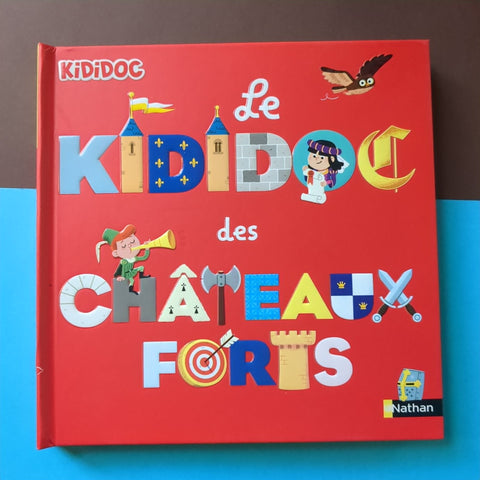 KiDiDOC
Le
KIDIDOC
des
CHÂTEAUX
FORTS
Nathan